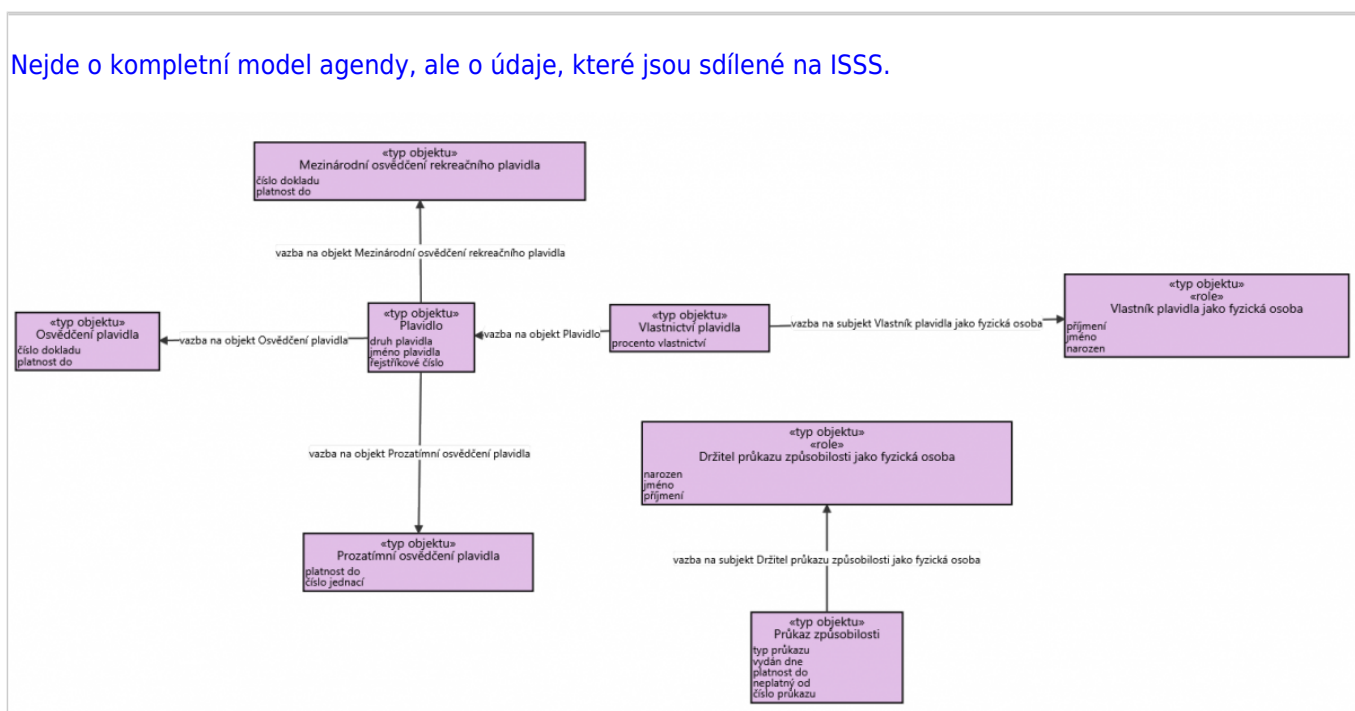 Nejde o kompletní model agendy, ale o údaje, které jsou sdílené na ISSS.
«typ objektu»
Mezinárodní osvědčení rekreačního plavidla
číslo dokladu
platnost do
vazba na objekt Mezinárodní osvědčení rekreačního plavidla
«typ objektu»
Osvědčení plavidla
číslo dokladu
platnost do
vazba na objekt Osvědčení plavidla
«typ objektu»
Plavidlo
druh plavidla
jméno plavidla
rejstříkové číslo
vazba na objekt Plavidlo
«typ objektu»
Vlastnictví plavidla
procento vlastnictví
vazba na subjekt Vlastník plavidla jako fyzická osoba
«typ objektu»
«role»
Vlastník plavidla jako fyzická osoba
příjmení
jméno
narozen
vazba na objekt Prozatímní osvědčení plavidla
«typ objektu»
Prozatímní osvědčení plavidla
platnost do
číslo jednací
«typ objektu»
«role»
Držitel průkazu způsobilosti jako fyzická osoba
narozen
jméno
příjmení
vazba na subjekt Držitel průkazu způsobilosti jako fyzická osoba
«typ objektu»
Průkaz způsobilosti
typ průkazu
vydán dne
platnost do
neplatný od
číslo průkazu